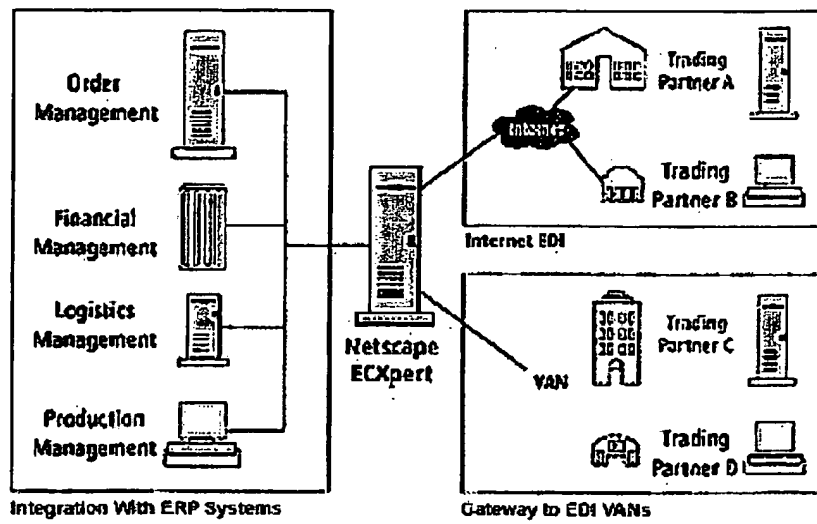 Order
Management
Financial
Management
Logistics
Management
Production
Management
Integration With ERP Systems
Netscape
ECXpert
Internet
Trading
Partner A
Trading
Partner B
Internet EDI
VAN
Trading
Partner C
Trading
Partner D
Gateway to EDI VANs